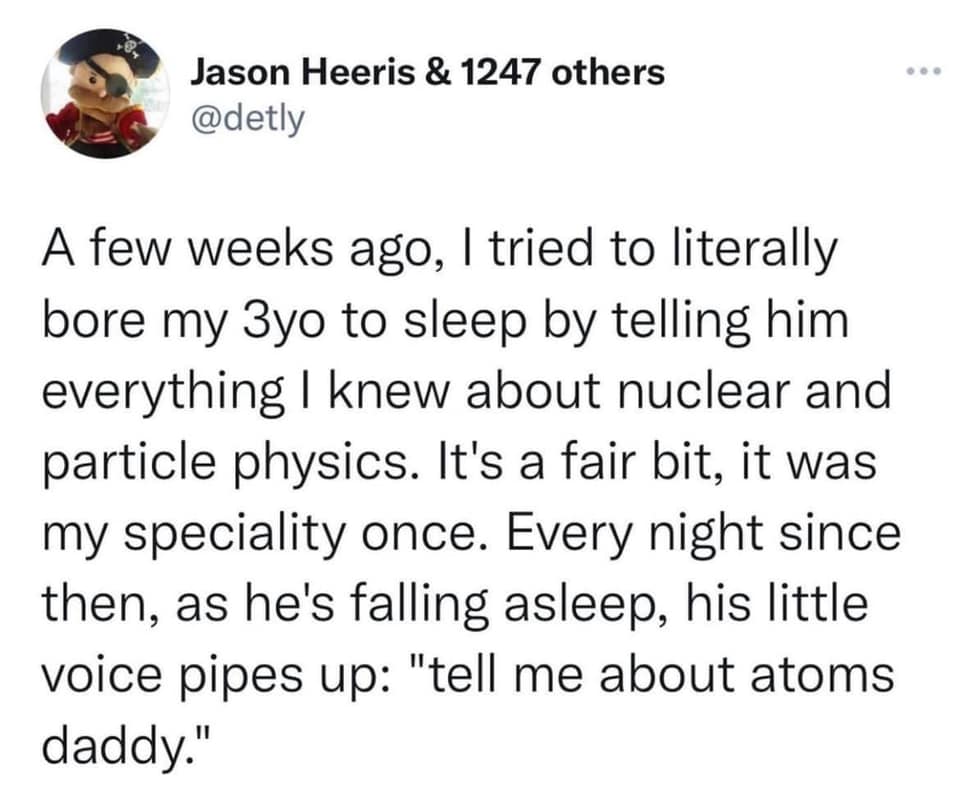 Jason Heeris & 1247 others
@detly
A few weeks ago, I tried to literally
bore my 3yo to sleep by telling him
everything I knew about nuclear and
particle physics. It's a fair bit, it was
my speciality once. Every night since
then, as he's falling asleep, his little
voice pipes up: "tell me about atoms
daddy."